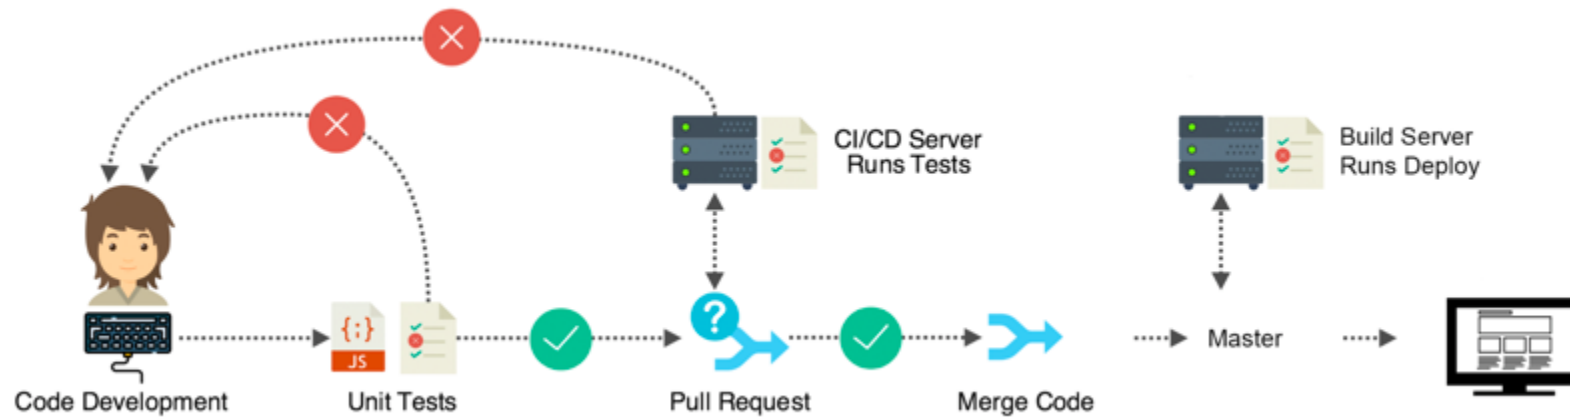 CI/CD Server
Runs Tests
Build Server
Runs Deploy
{;}
JS
?
Master
Code Development
Unit Tests
Pull Request
Merge Code